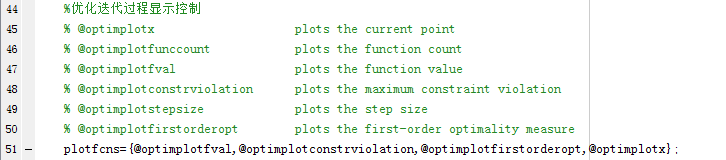 44 %优化迭代过程显示控制
45 % @optimplotx plots the current point
46 % @optimplotfunccount plots the function count
47 % @optimplotfval plots the function value
48 % @optimplotconstrviolation plots the maximum constraint violation
49 % @optimplotstepsize plots the step size
50 % @optimplotfirstorderopt plots the first-order optimality measure
51 — plotfcns={@optimplotfval,@optimplotconstrviolation,@optimplotfirstorderopt,@optimplotx};